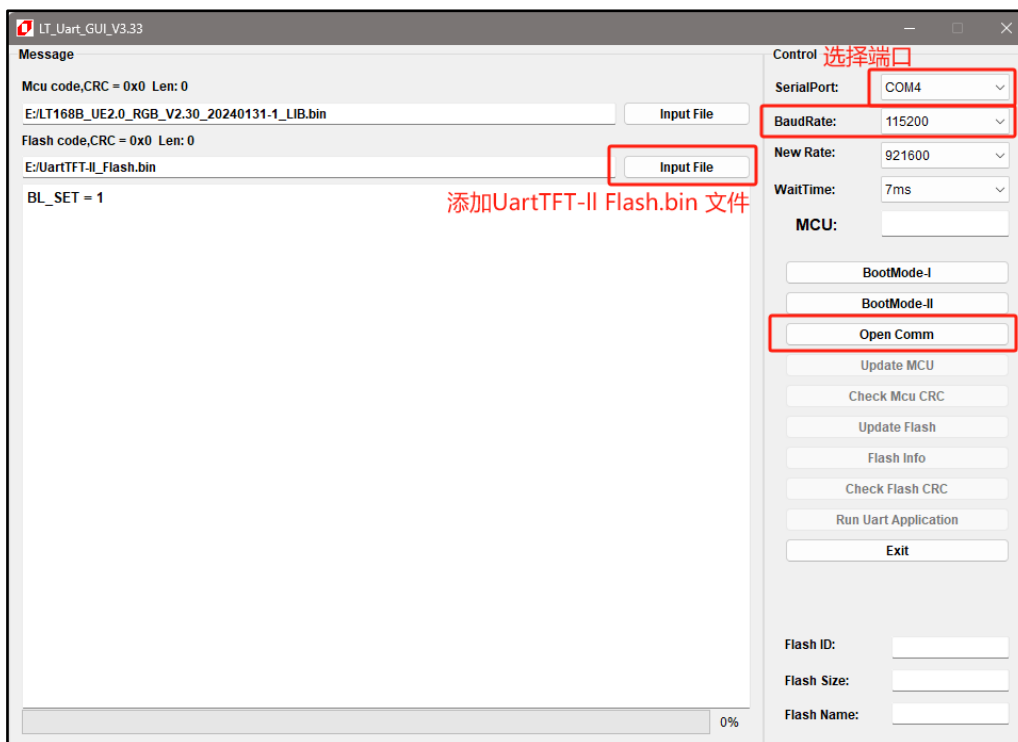 LT_Uart_GUI_V3.33
Message
Mcu code,CRC = 0x0 Len: 0
E:/LT168B_UE2.0_RGB_V2.30_20240131-1_LIB.bin
Input File
Flash code,CRC = 0x0 Len: 0
E:/UartTFT-II_Flash.bin
Input File
添加UartTFT-ll Flash.bin 文件
BL_SET = 1
0%
Control 选择端口
SerialPort: COM4
BaudRate: 115200
New Rate: 921600
WaitTime: 7ms
MCU:
BootMode-I
BootMode-II
Open Comm
Update MCU
Check Mcu CRC
Update Flash
Flash Info
Check Flash CRC
Run Uart Application
Exit
Flash ID:
Flash Size:
Flash Name: